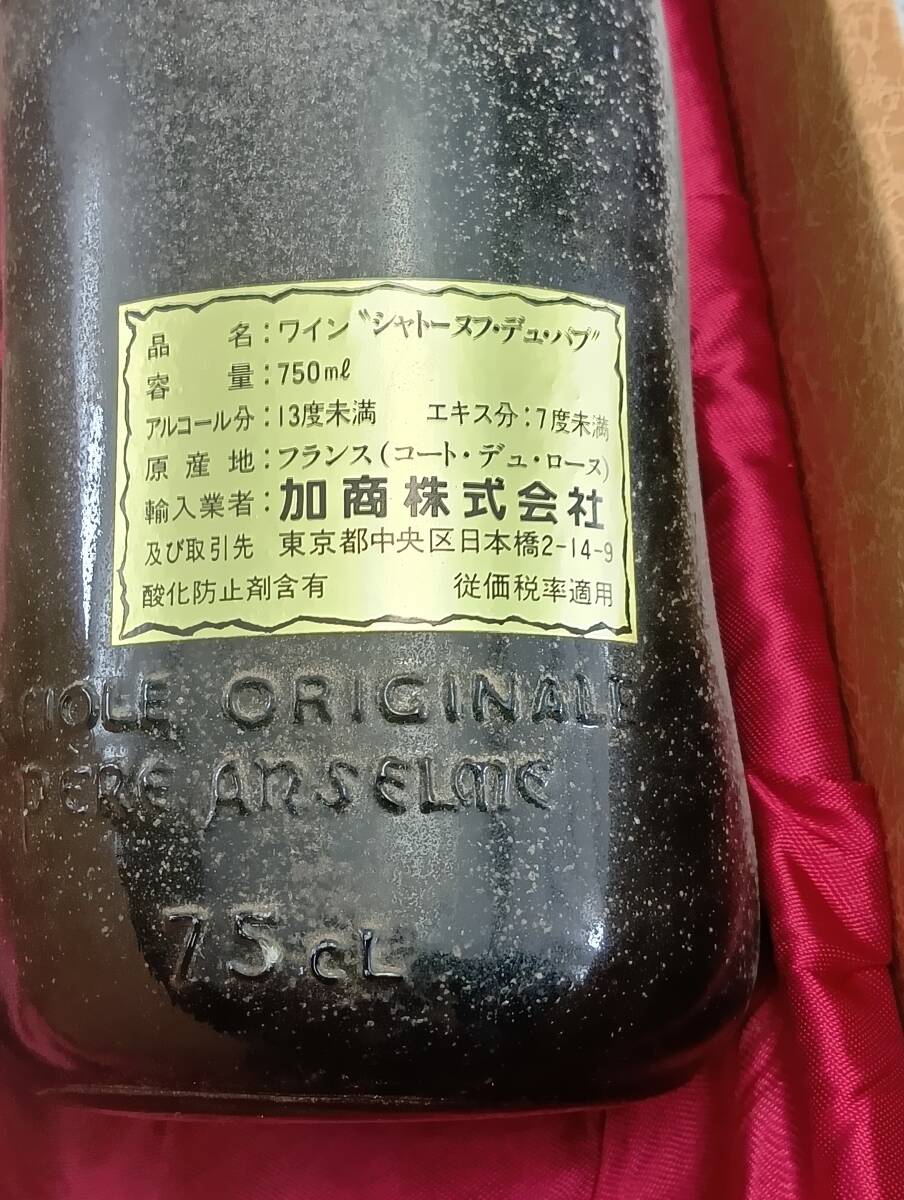 品名:ワイン〝シャトーヌフ・デュ・パプ〟
容量:750mℓ
アルコール分:13度未満 エキス分:7度未満
原産地:フランス(コート・デュ・ローヌ)
輸入業者:加商株式会社
及び取引先 東京都中央区日本橋2-14-9
酸化防止剤含有 従価税率適用
ORIGINALE
PÈRE ANSELME
75 CL